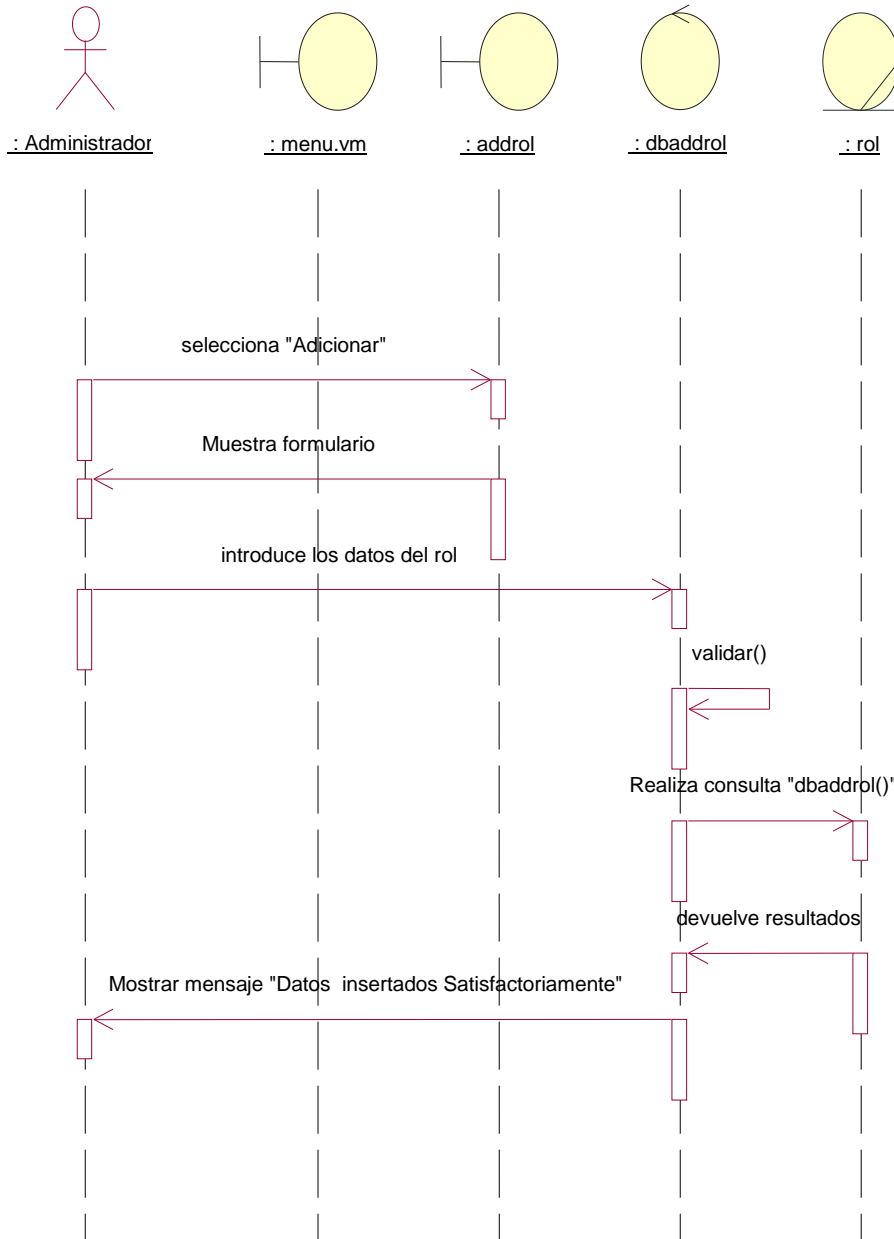 : Administrador
: menu.vm
: addrol
: dbaddrol
: rol
selecciona "Adicionar"
Muestra formulario
introduce los datos del rol
validar()
Realiza consulta "dbaddrol()"
devuelve resultados
Mostrar mensaje "Datos  insertados Satisfactoriamente"